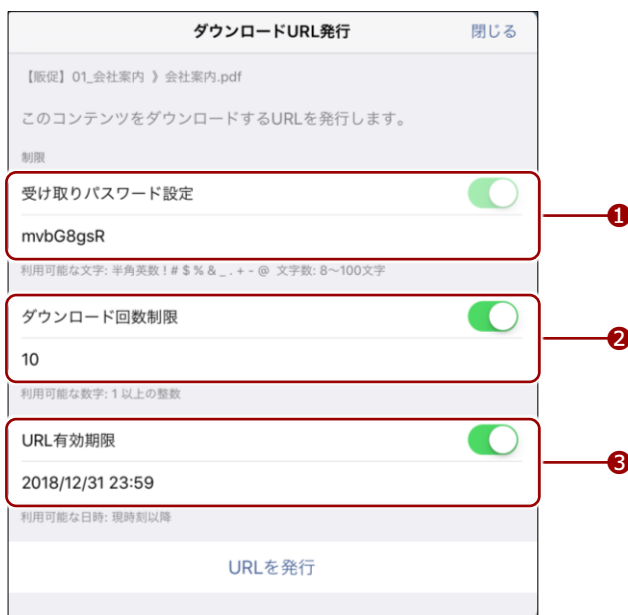 ダウンロードURL発行
閉じる
【販促】01_会社案内 》会社案内.pdf
このコンテンツをダウンロードするURLを発行します。
制限
受け取りパスワード設定
1
mvbG8gsR
利用可能な文字: 半角英数 ! # $ % & _ . + - @ 文字数: 8〜100文字
ダウンロード回数制限
2
10
利用可能な数字: 1 以上の整数
URL有効期限
3
2018/12/31 23:59
利用可能な日時: 現時刻以降
URLを発行